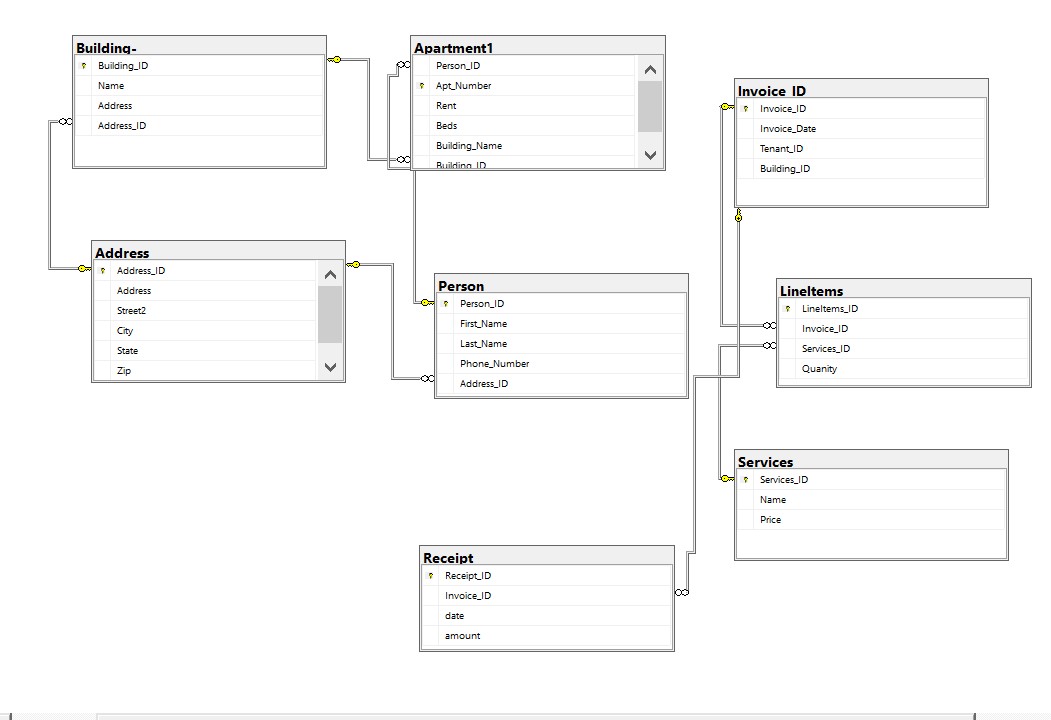 Building-
Building_ID
Name
Address
Address_ID
Apartment1
Person_ID
Apt_Number
Rent
Beds
Building_Name
Building_ID
Invoice_ID
Invoice_ID
Invoice_Date
Tenant_ID
Building_ID
Address
Address_ID
Address
Street2
City
State
Zip
Person
Person_ID
First_Name
Last_Name
Phone_Number
Address_ID
LineItems
LineItems_ID
Invoice_ID
Services_ID
Quanity
Services
Services_ID
Name
Price
Receipt
Receipt_ID
Invoice_ID
date
amount